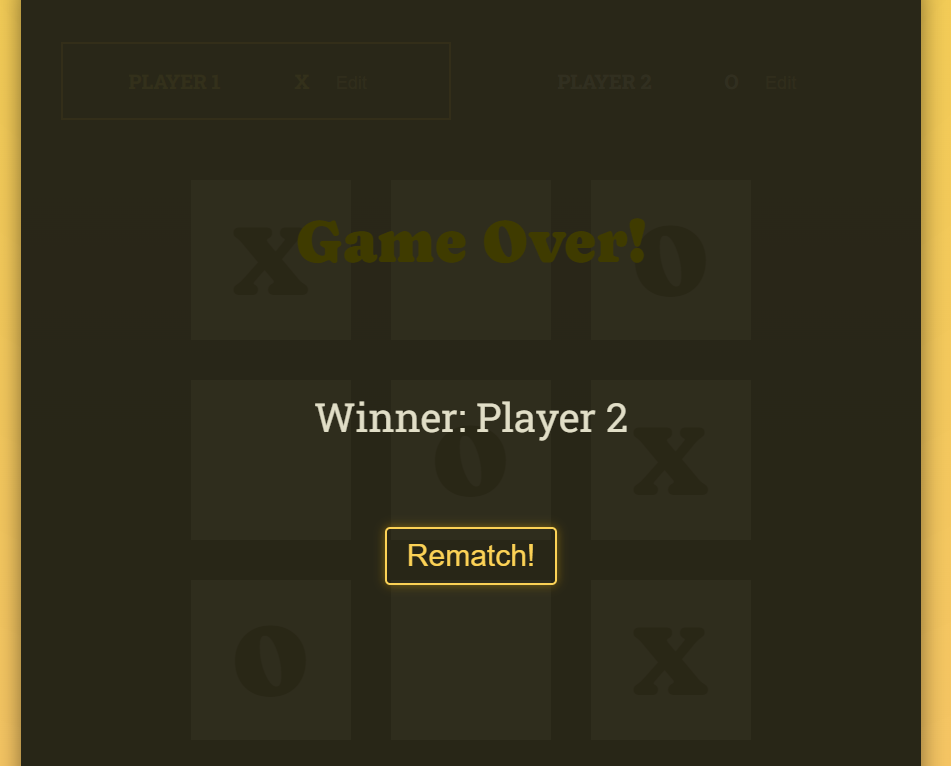 PLAYER 1 X Edit PLAYER 2 O Edit
X O
Game Over!
Winner: Player 2
O X
Rematch!
O X